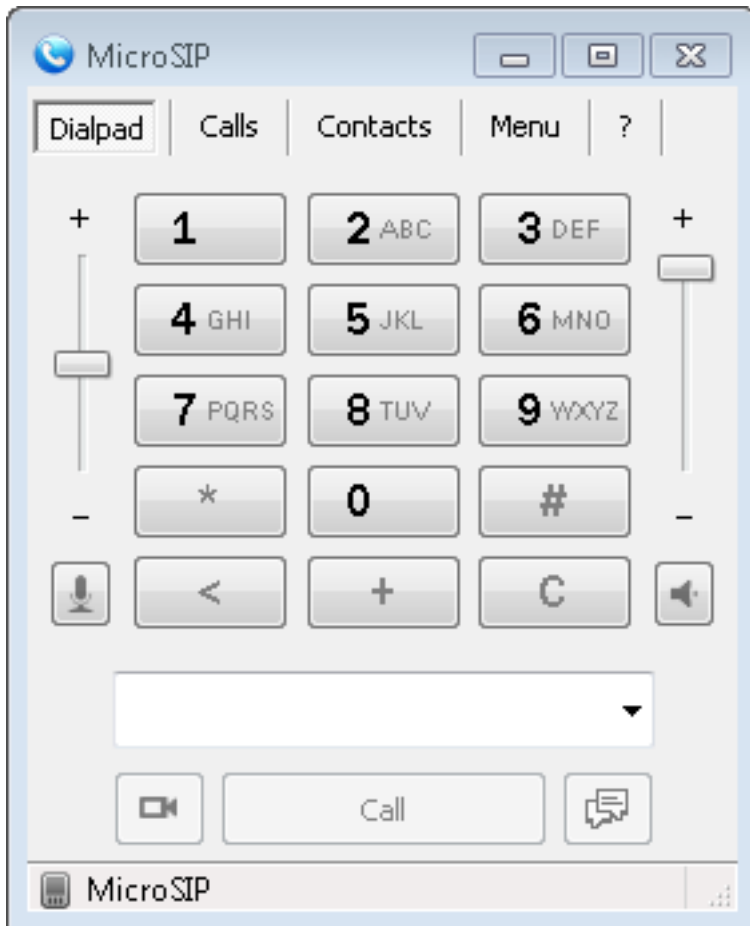 MicroSIP
Dialpad Calls Contacts Menu ?
+ 1 2 ABC 3 DEF +
4 GHI 5 JKL 6 MNO
7 PQRS 8 TUV 9 WXYZ
- * 0 # -
< + C
Call
MicroSIP